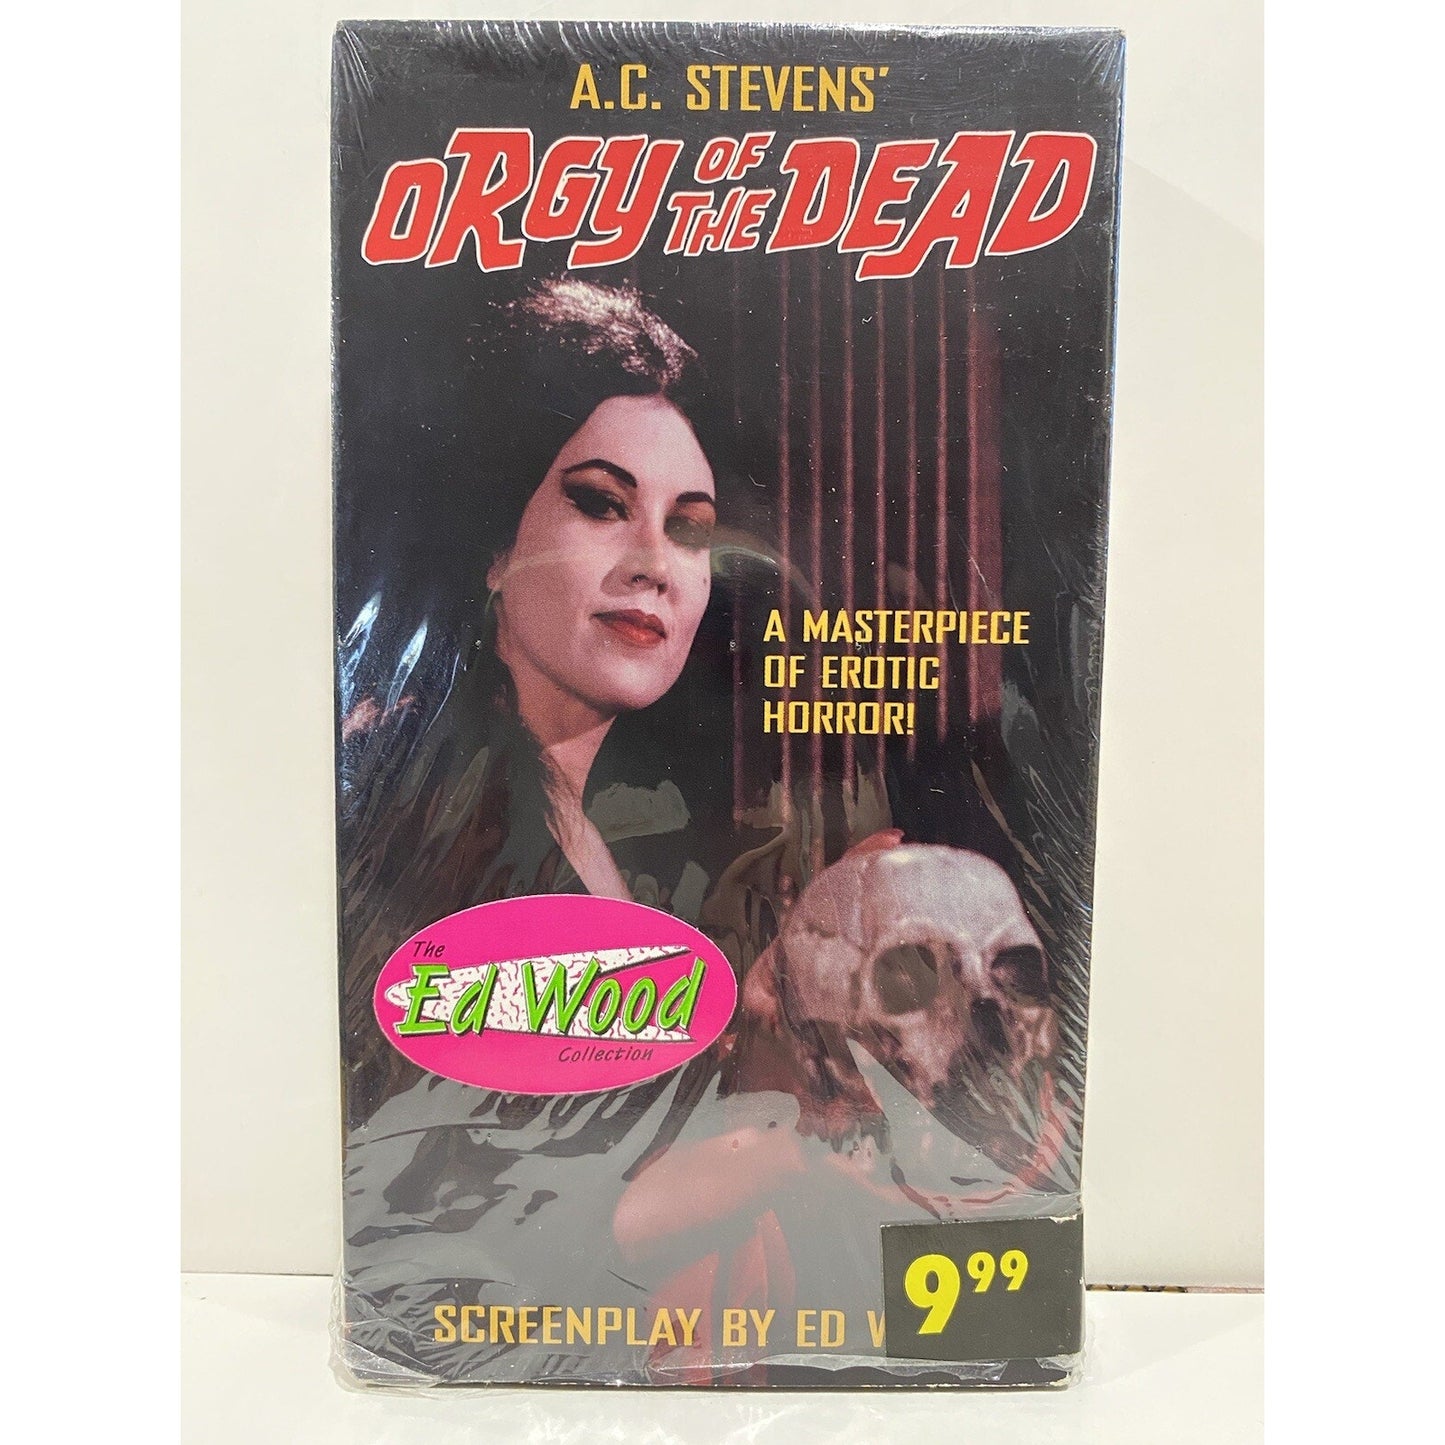 A.C. STEVENS'
ORGY OF THE DEAD
A MASTERPIECE
OF EROTIC
HORROR!
The
Ed Wood
Collection
SCREENPLAY BY ED
9.99